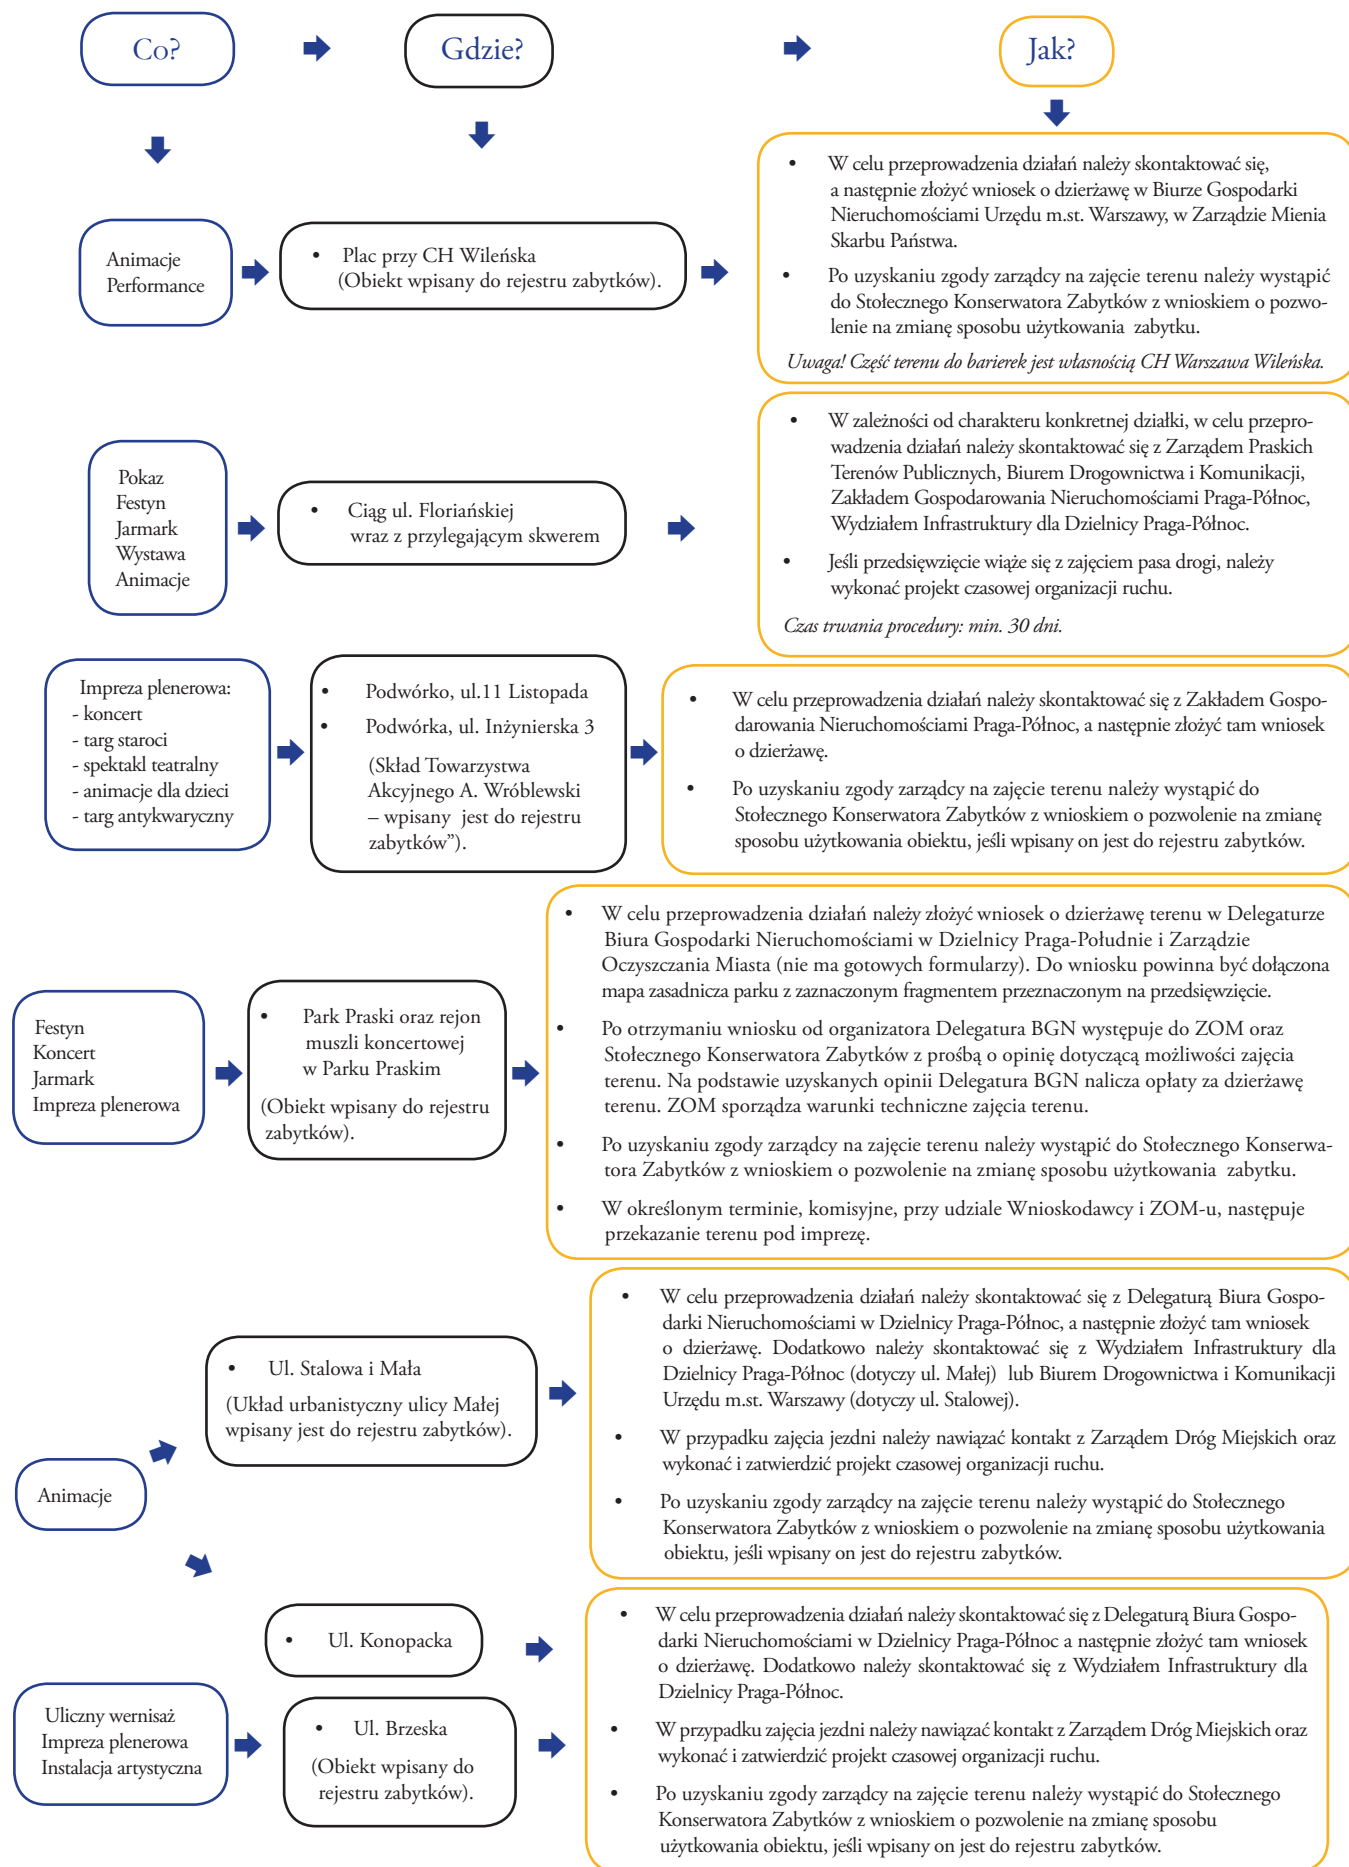 Co?
Gdzie?
Jak?
Animacje
Performance
• Plac przy CH Wileńska
(Obiekt wpisany do rejestru zabytków).
• W celu przeprowadzenia działań należy skontaktować się,
a następnie złożyć wniosek o dzierżawę w Biurze Gospodarki
Nieruchomościami Urzędu m.st. Warszawy, w Zarządzie Mienia
Skarbu Państwa.
• Po uzyskaniu zgody zarządcy na zajęcie terenu należy wystąpić
do Stołecznego Konserwatora Zabytków z wnioskiem o pozwo-
lenie na zmianę sposobu użytkowania zabytku.
Uwaga! Część terenu do barierek jest własnością CH Warszawa Wileńska.
Pokaz
Festyn
Jarmark
Wystawa
Animacje
• Ciąg ul. Floriańskiej
wraz z przylegającym skwerem
• W zależności od charakteru konkretnej działki, w celu przepro-
wadzenia działań należy skontaktować się z Zarządem Praskich
Terenów Publicznych, Biurem Drogownictwa i Komunikacji,
Zakładem Gospodarowania Nieruchomościami Praga-Północ,
Wydziałem Infrastruktury dla Dzielnicy Praga-Północ.
• Jeśli przedsięwzięcie wiąże się z zajęciem pasa drogi, należy
wykonać projekt czasowej organizacji ruchu.
Czas trwania procedury: min. 30 dni.
Impreza plenerowa:
- koncert
- targ staroci
- spektakl teatralny
- animacje dla dzieci
- targ antykwaryczny
• Podwórko, ul.11 Listopada
• Podwórka, ul. Inżynierska 3
(Skład Towarzystwa
Akcyjnego A. Wróblewski
– wpisany jest do rejestru
zabytków”).
• W celu przeprowadzenia działań należy skontaktować się z Zakładem Gospo-
darowania Nieruchomościami Praga-Północ, a następnie złożyć tam wniosek
o dzierżawę.
• Po uzyskaniu zgody zarządcy na zajęcie terenu należy wystąpić do
Stołecznego Konserwatora Zabytków z wnioskiem o pozwolenie na zmianę
sposobu użytkowania obiektu, jeśli wpisany on jest do rejestru zabytków.
Festyn
Koncert
Jarmark
Impreza plenerowa
• Park Praski oraz rejon
muszli koncertowej
w Parku Praskim
(Obiekt wpisany do rejestru
zabytków).
• W celu przeprowadzenia działań należy złożyć wniosek o dzierżawę terenu w Delegaturze
Biura Gospodarki Nieruchomościami w Dzielnicy Praga-Południe i Zarządzie
Oczyszczania Miasta (nie ma gotowych formularzy). Do wniosku powinna być dołączona
mapa zasadnicza parku z zaznaczonym fragmentem przeznaczonym na przedsięwzięcie.
• Po otrzymaniu wniosku od organizatora Delegatura BGN występuje do ZOM oraz
Stołecznego Konserwatora Zabytków z prośbą o opinię dotyczącą możliwości zajęcia
terenu. Na podstawie uzyskanych opinii Delegatura BGN nalicza opłaty za dzierżawę
terenu. ZOM sporządza warunki techniczne zajęcia terenu.
• Po uzyskaniu zgody zarządcy na zajęcie terenu należy wystąpić do Stołecznego Konserwa-
tora Zabytków z wnioskiem o pozwolenie na zmianę sposobu użytkowania zabytku.
• W określonym terminie, komisyjne, przy udziale Wnioskodawcy i ZOM-u, następuje
przekazanie terenu pod imprezę.
Animacje
• Ul. Stalowa i Mała
(Układ urbanistyczny ulicy Małej
wpisany jest do rejestru zabytków).
• W celu przeprowadzenia działań należy skontaktować się z Delegaturą Biura Gospo-
darki Nieruchomościami w Dzielnicy Praga-Północ, a następnie złożyć tam wniosek
o dzierżawę. Dodatkowo należy skontaktować się z Wydziałem Infrastruktury dla
Dzielnicy Praga-Północ (dotyczy ul. Małej) lub Biurem Drogownictwa i Komunikacji
Urzędu m.st. Warszawy (dotyczy ul. Stalowej).
• W przypadku zajęcia jezdni należy nawiązać kontakt z Zarządem Dróg Miejskich oraz
wykonać i zatwierdzić projekt czasowej organizacji ruchu.
• Po uzyskaniu zgody zarządcy na zajęcie terenu należy wystąpić do Stołecznego
Konserwatora Zabytków z wnioskiem o pozwolenie na zmianę sposobu użytkowania
obiektu, jeśli wpisany on jest do rejestru zabytków.
• Ul. Konopacka
Uliczny wernisaż
Impreza plenerowa
Instalacja artystyczna
• Ul. Brzeska
(Obiekt wpisany do
rejestru zabytków).
• W celu przeprowadzenia działań należy skontaktować się z Delegaturą Biura Gospo-
darki Nieruchomościami w Dzielnicy Praga-Północ a następnie złożyć tam wniosek
o dzierżawę. Dodatkowo należy skontaktować się z Wydziałem Infrastruktury dla
Dzielnicy Praga-Północ.
• W przypadku zajęcia jezdni należy nawiązać kontakt z Zarządem Dróg Miejskich oraz
wykonać i zatwierdzić projekt czasowej organizacji ruchu.
• Po uzyskaniu zgody zarządcy na zajęcie terenu należy wystąpić do Stołecznego
Konserwatora Zabytków z wnioskiem o pozwolenie na zmianę sposobu
użytkowania obiektu, jeśli wpisany on jest do rejestru zabytków.